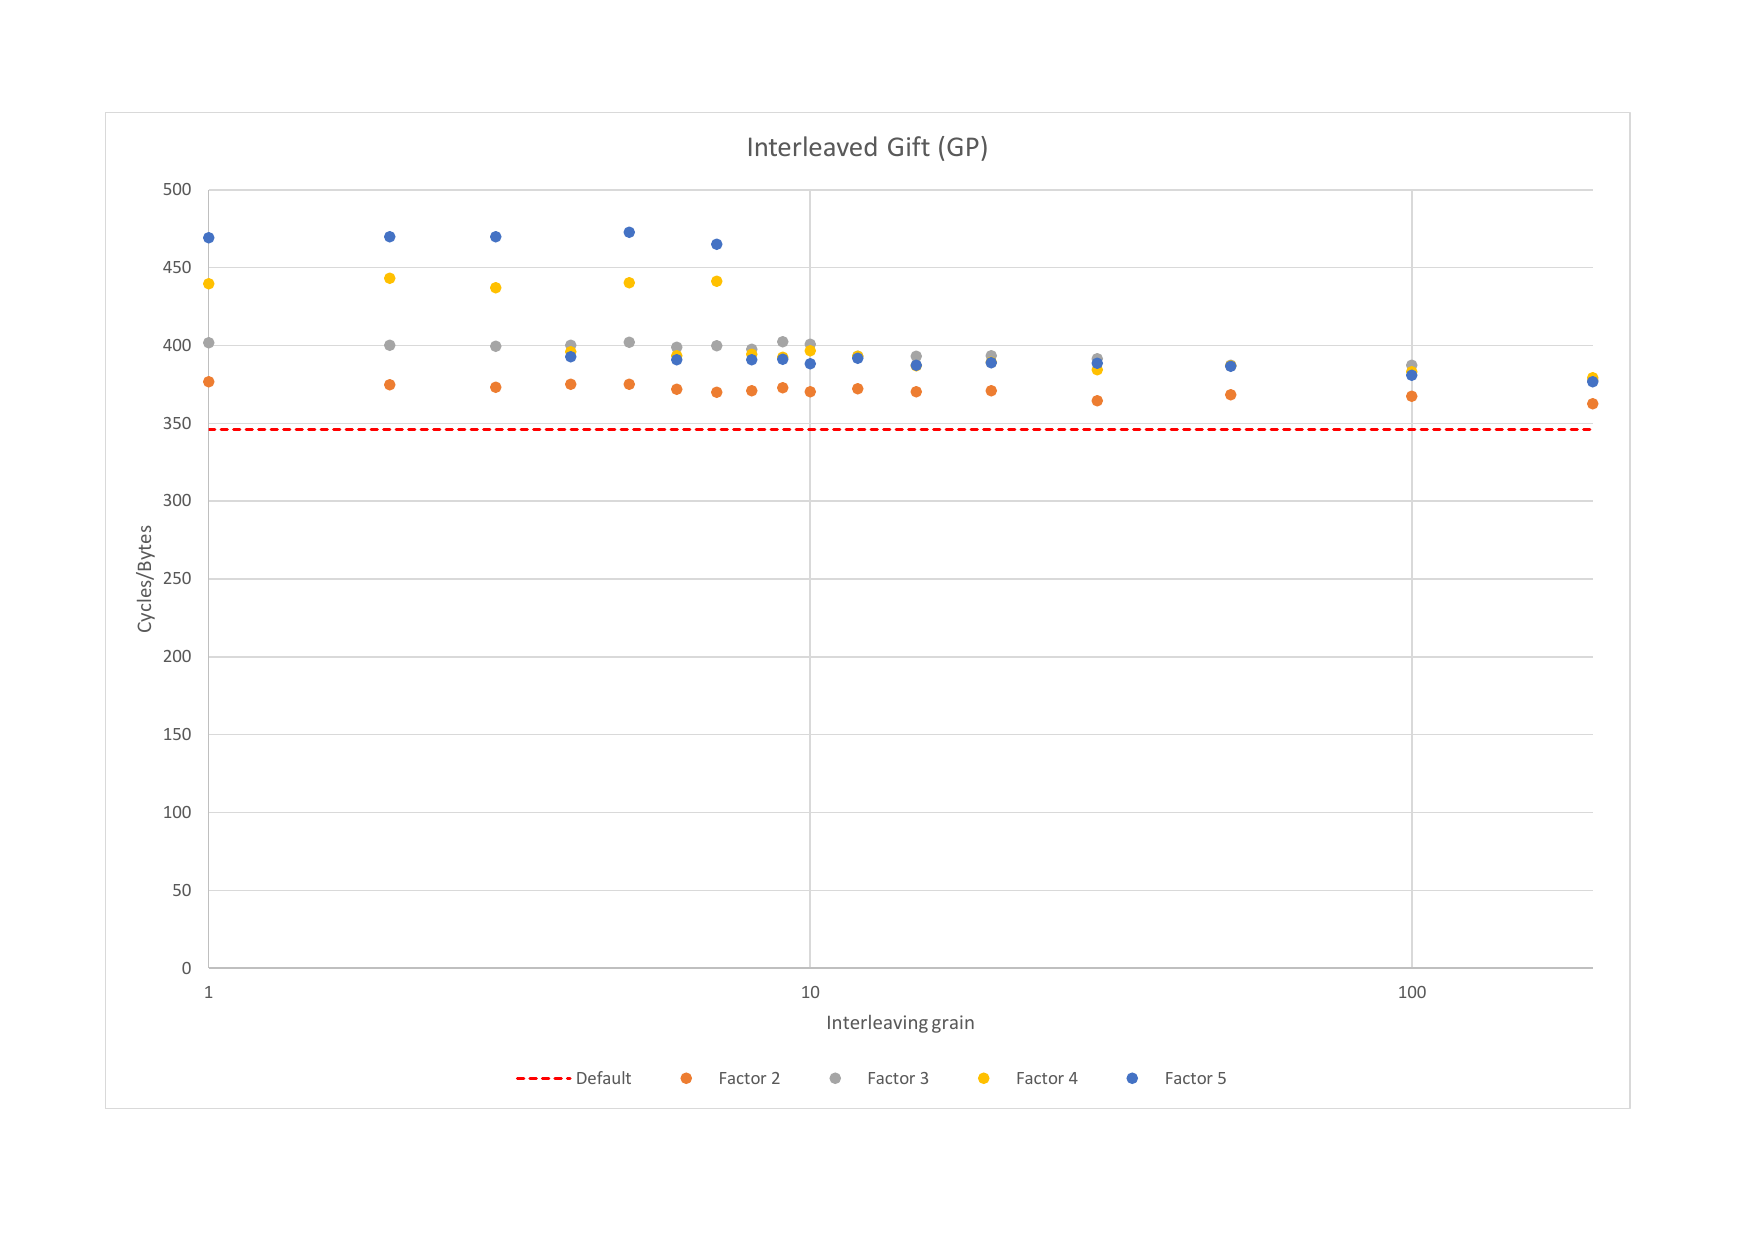 Interleaved Gift (GP)
500
450
400
350
300
250
200
150
100
50
0
Cycles/Bytes
1 10 100
Interleaving grain
Default Factor 2 Factor 3 Factor 4 Factor 5